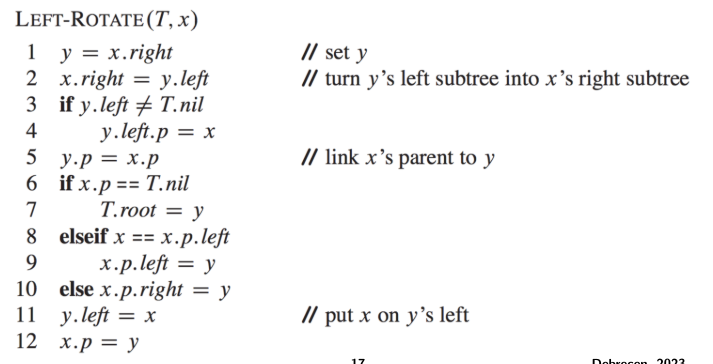 LEFT-ROTATE(T, x)
1 y = x.right // set y
2 x.right = y.left // turn y's left subtree into x's right subtree
3 if y.left ≠ T.nil
4 y.left.p = x
5 y.p = x.p // link x's parent to y
6 if x.p == T.nil
7 T.root = y
8 elseif x == x.p.left
9 x.p.left = y
10 else x.p.right = y
11 y.left = x // put x on y's left
12 x.p = y
17 Debrecen, 2023